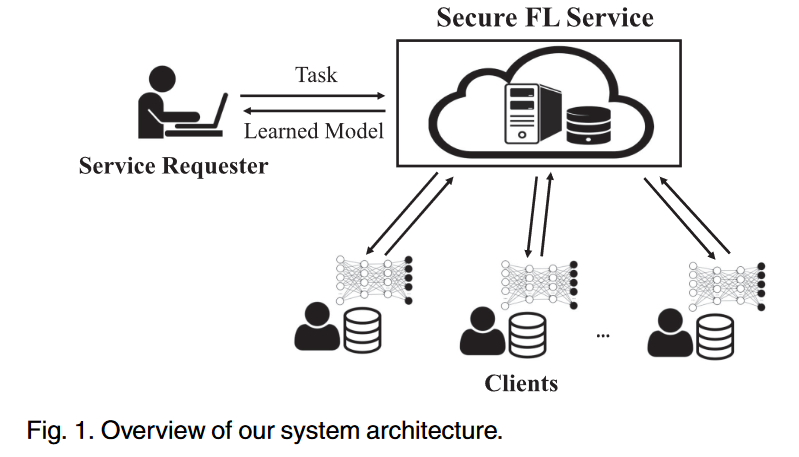 Secure FL Service
Task
Learned Model
Service Requester
...
Clients
Fig. 1. Overview of our system architecture.